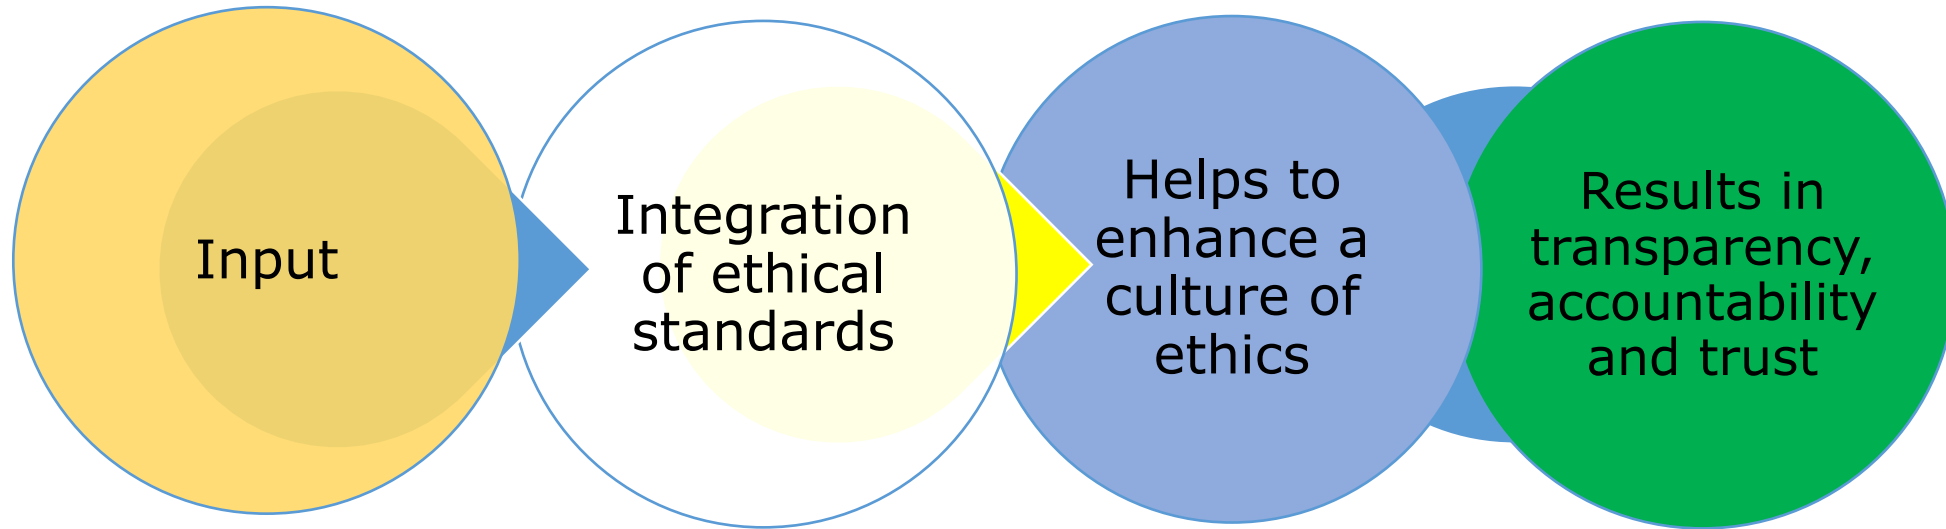 Input
Integration
of ethical
standards
Helps to
enhance a
culture of
ethics
Results in
transparency,
accountability
and trust